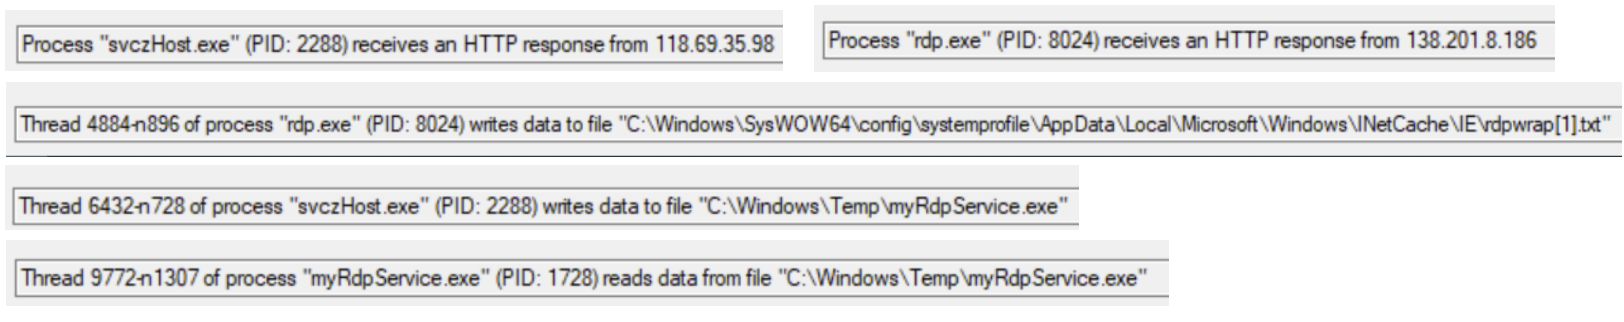 Process "svczHost.exe" (PID: 2288) receives an HTTP response from 118.69.35.98
Process "rdp.exe" (PID: 8024) receives an HTTP response from 138.201.8.186
Thread 4884-n896 of process "rdp.exe" (PID: 8024) writes data to file "C:\Windows\SysWOW64\config\systemprofile\AppData\Local\Microsoft\Windows\INetCache\IE\rdpwrap[1].txt"
Thread 6432-n728 of process "svczHost.exe" (PID: 2288) writes data to file "C:\Windows\Temp\myRdpService.exe"
Thread 9772-n1307 of process "myRdpService.exe" (PID: 1728) reads data from file "C:\Windows\Temp\myRdpService.exe"